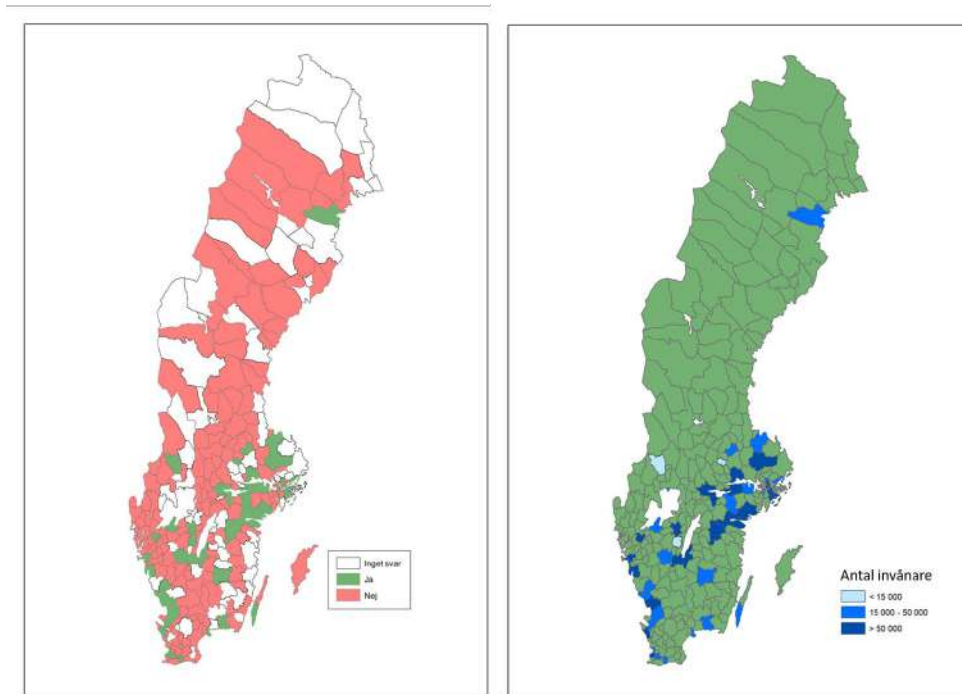 Inget svar
Ja
Nej
Antal invånare
< 15 000
15 000 - 50 000
> 50 000